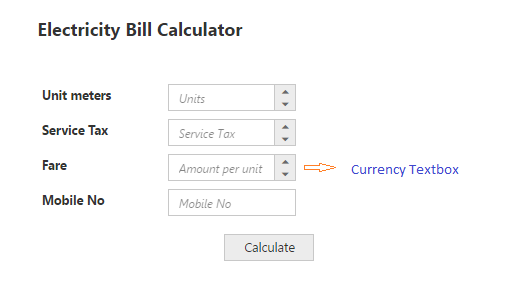 Electricity Bill Calculator
Unit meters Units
Service Tax Service Tax
Fare Amount per unit Currency Textbox
Mobile No Mobile No
Calculate